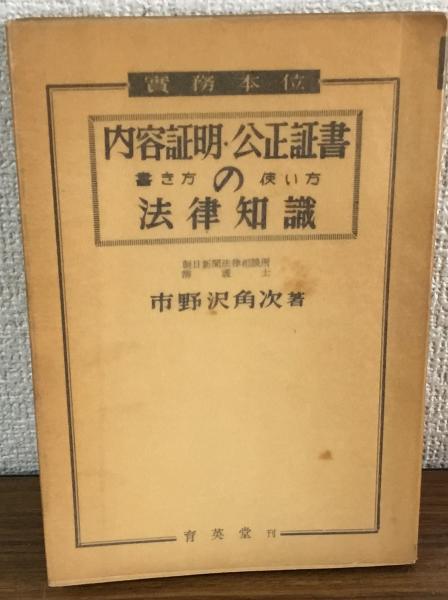 實務本位
内容証明・公正証書
書き方の使い方
法律知識
朝日新聞法律相談所
弁護士
市野沢角次著
育英堂刊